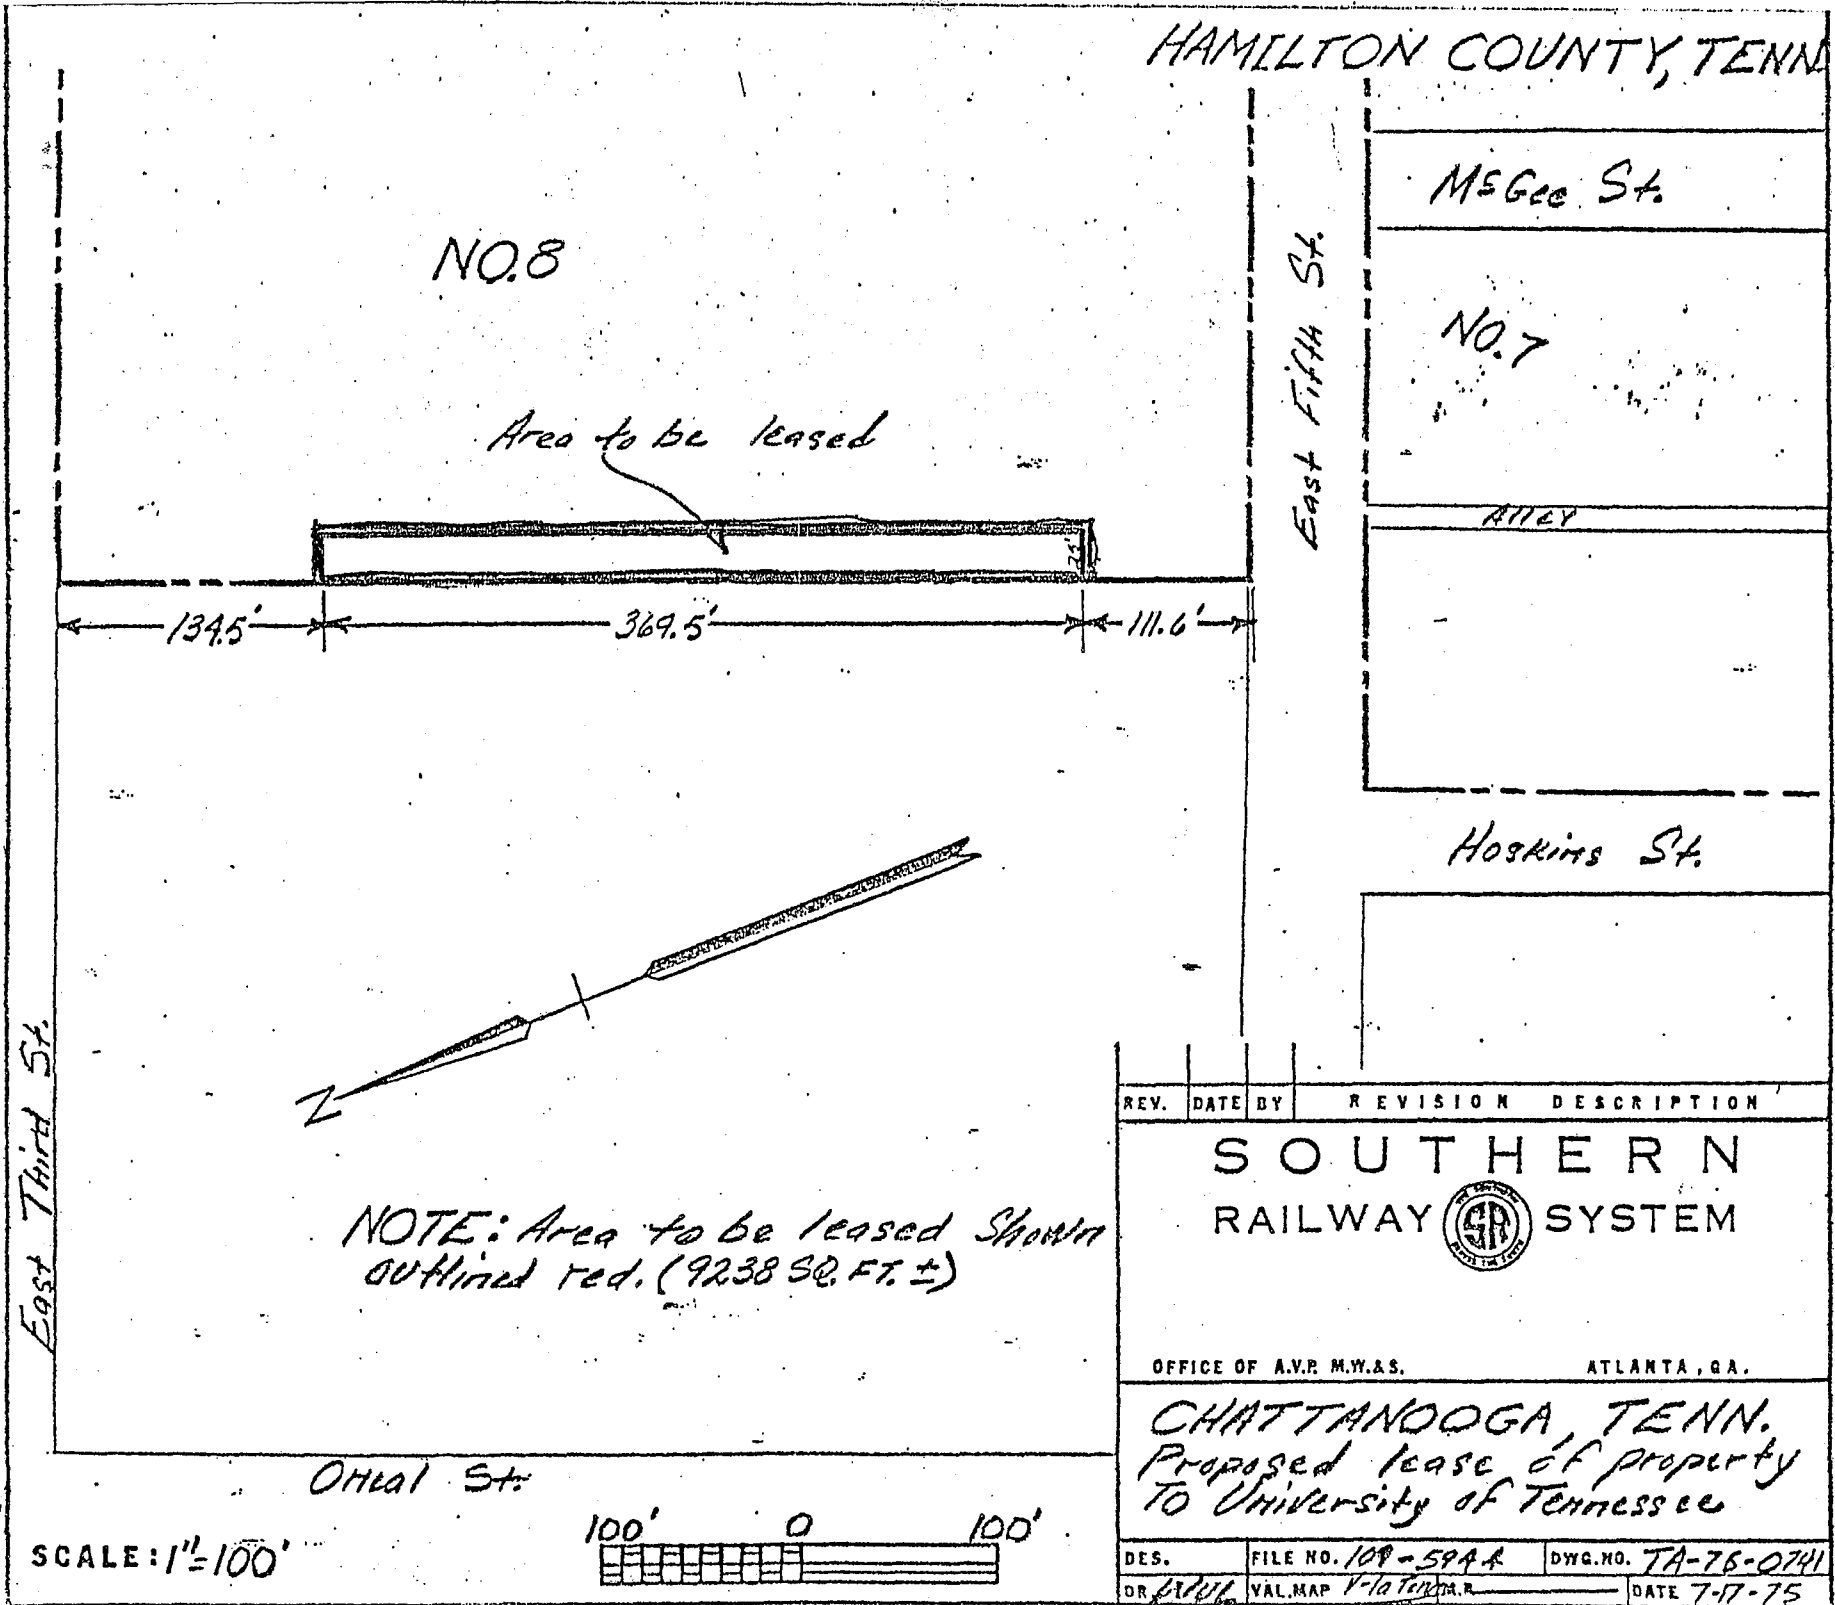 HAMILTON COUNTY, TENN
McGee St.
NO.8
East Fifth St.
NO.7
Area to be leased
Alley
25'
134.5' 369.5' 111.6'
Hoskins St.
N
East Third St.
NOTE: Area to be leased Shown
outlined red. (9238 SQ. FT. ±)
REV. DATE BY REVISION DESCRIPTION
SOUTHERN
RAILWAY SR SYSTEM
OFFICE OF A.V.P. M.W.&S. ATLANTA, GA.
CHATTANOOGA, TENN.
Proposed lease of property
To University of Tennessee
Oneal St.
SCALE: 1"=100'
100' 0 100'
DES. FILE NO. DWG. NO. TA-76-0741
DR VAL. MAP M.P. DATE 7-17-75